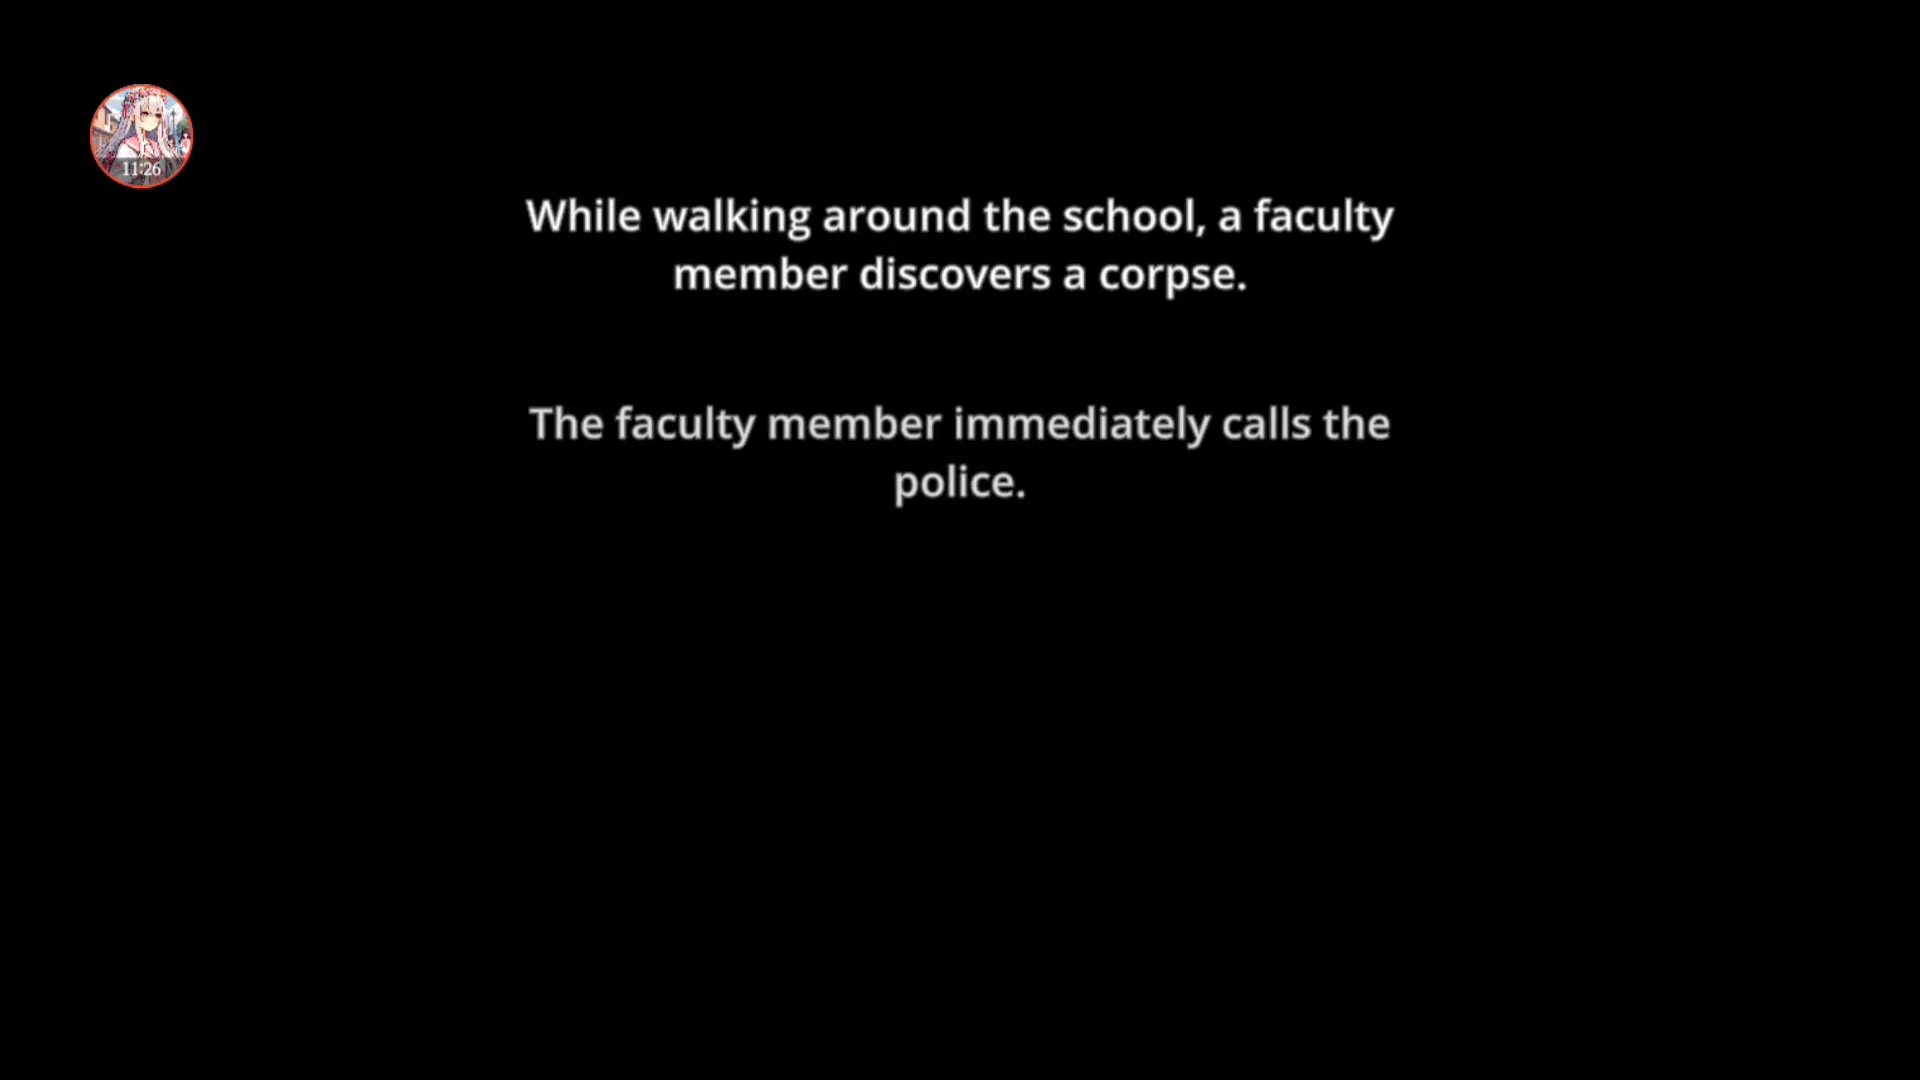 11:26
While walking around the school, a faculty
member discovers a corpse.
The faculty member immediately calls the
police.